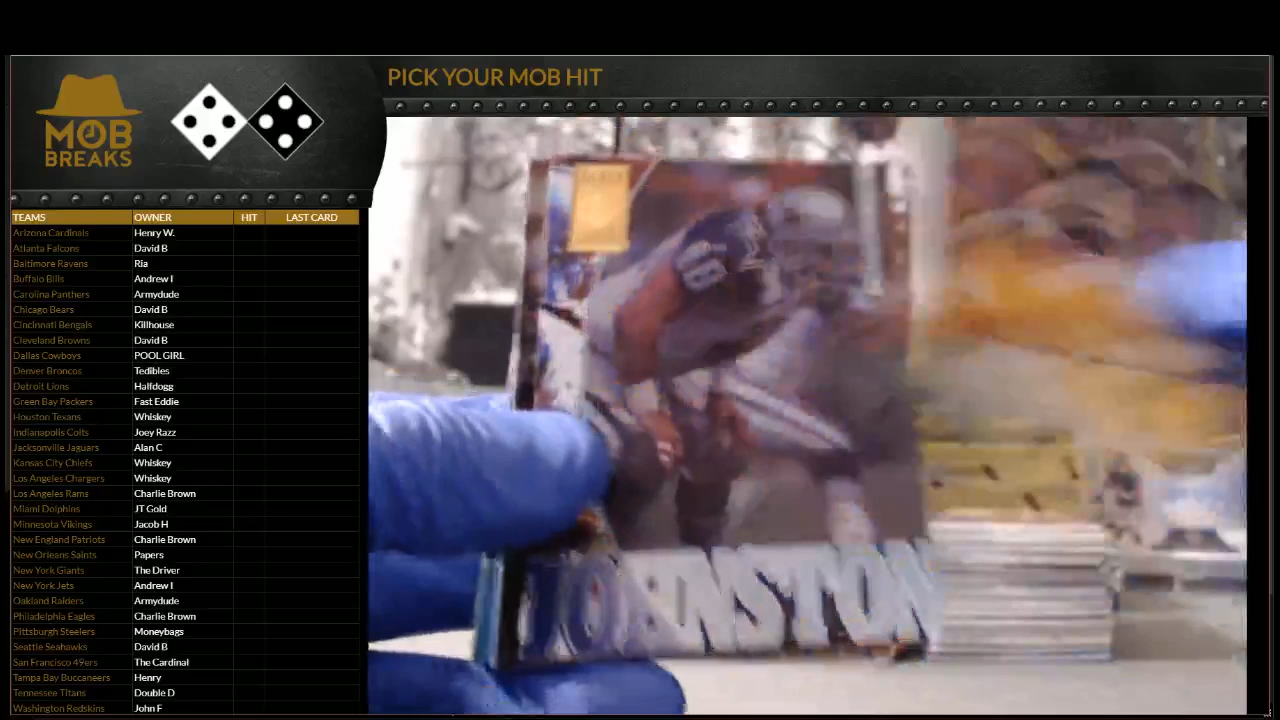 PICK YOUR MOB HIT
MOB
BREAKS
TEAMS OWNER HIT LAST CARD
Arizona Cardinals Henry W.
Atlanta Falcons David B
Baltimore Ravens Ria
Buffalo Bills Andrew I
Carolina Panthers Armydude
Chicago Bears David B
Cincinnati Bengals Killhouse
Cleveland Browns David B
Dallas Cowboys POOL GIRL
Denver Broncos Tedibles
Detroit Lions Halfdogg
Green Bay Packers Fast Eddie
Houston Texans Whiskey
Indianapolis Colts Joey Razz
Jacksonville Jaguars Alan C
Kansas City Chiefs Whiskey
Los Angeles Chargers Whiskey
Los Angeles Rams Charlie Brown
Miami Dolphins JT Gold
Minnesota Vikings Jacob H
New England Patriots Charlie Brown
New Orleans Saints Papers
New York Giants The Driver
New York Jets Andrew I
Oakland Raiders Armydude
Philadelphia Eagles Charlie Brown
Pittsburgh Steelers Moneybags
Seattle Seahawks David B
San Francisco 49ers The Cardinal
Tampa Bay Buccaneers Henry
Tennessee Titans Double D
Washington Redskins John F
JOHNSTON